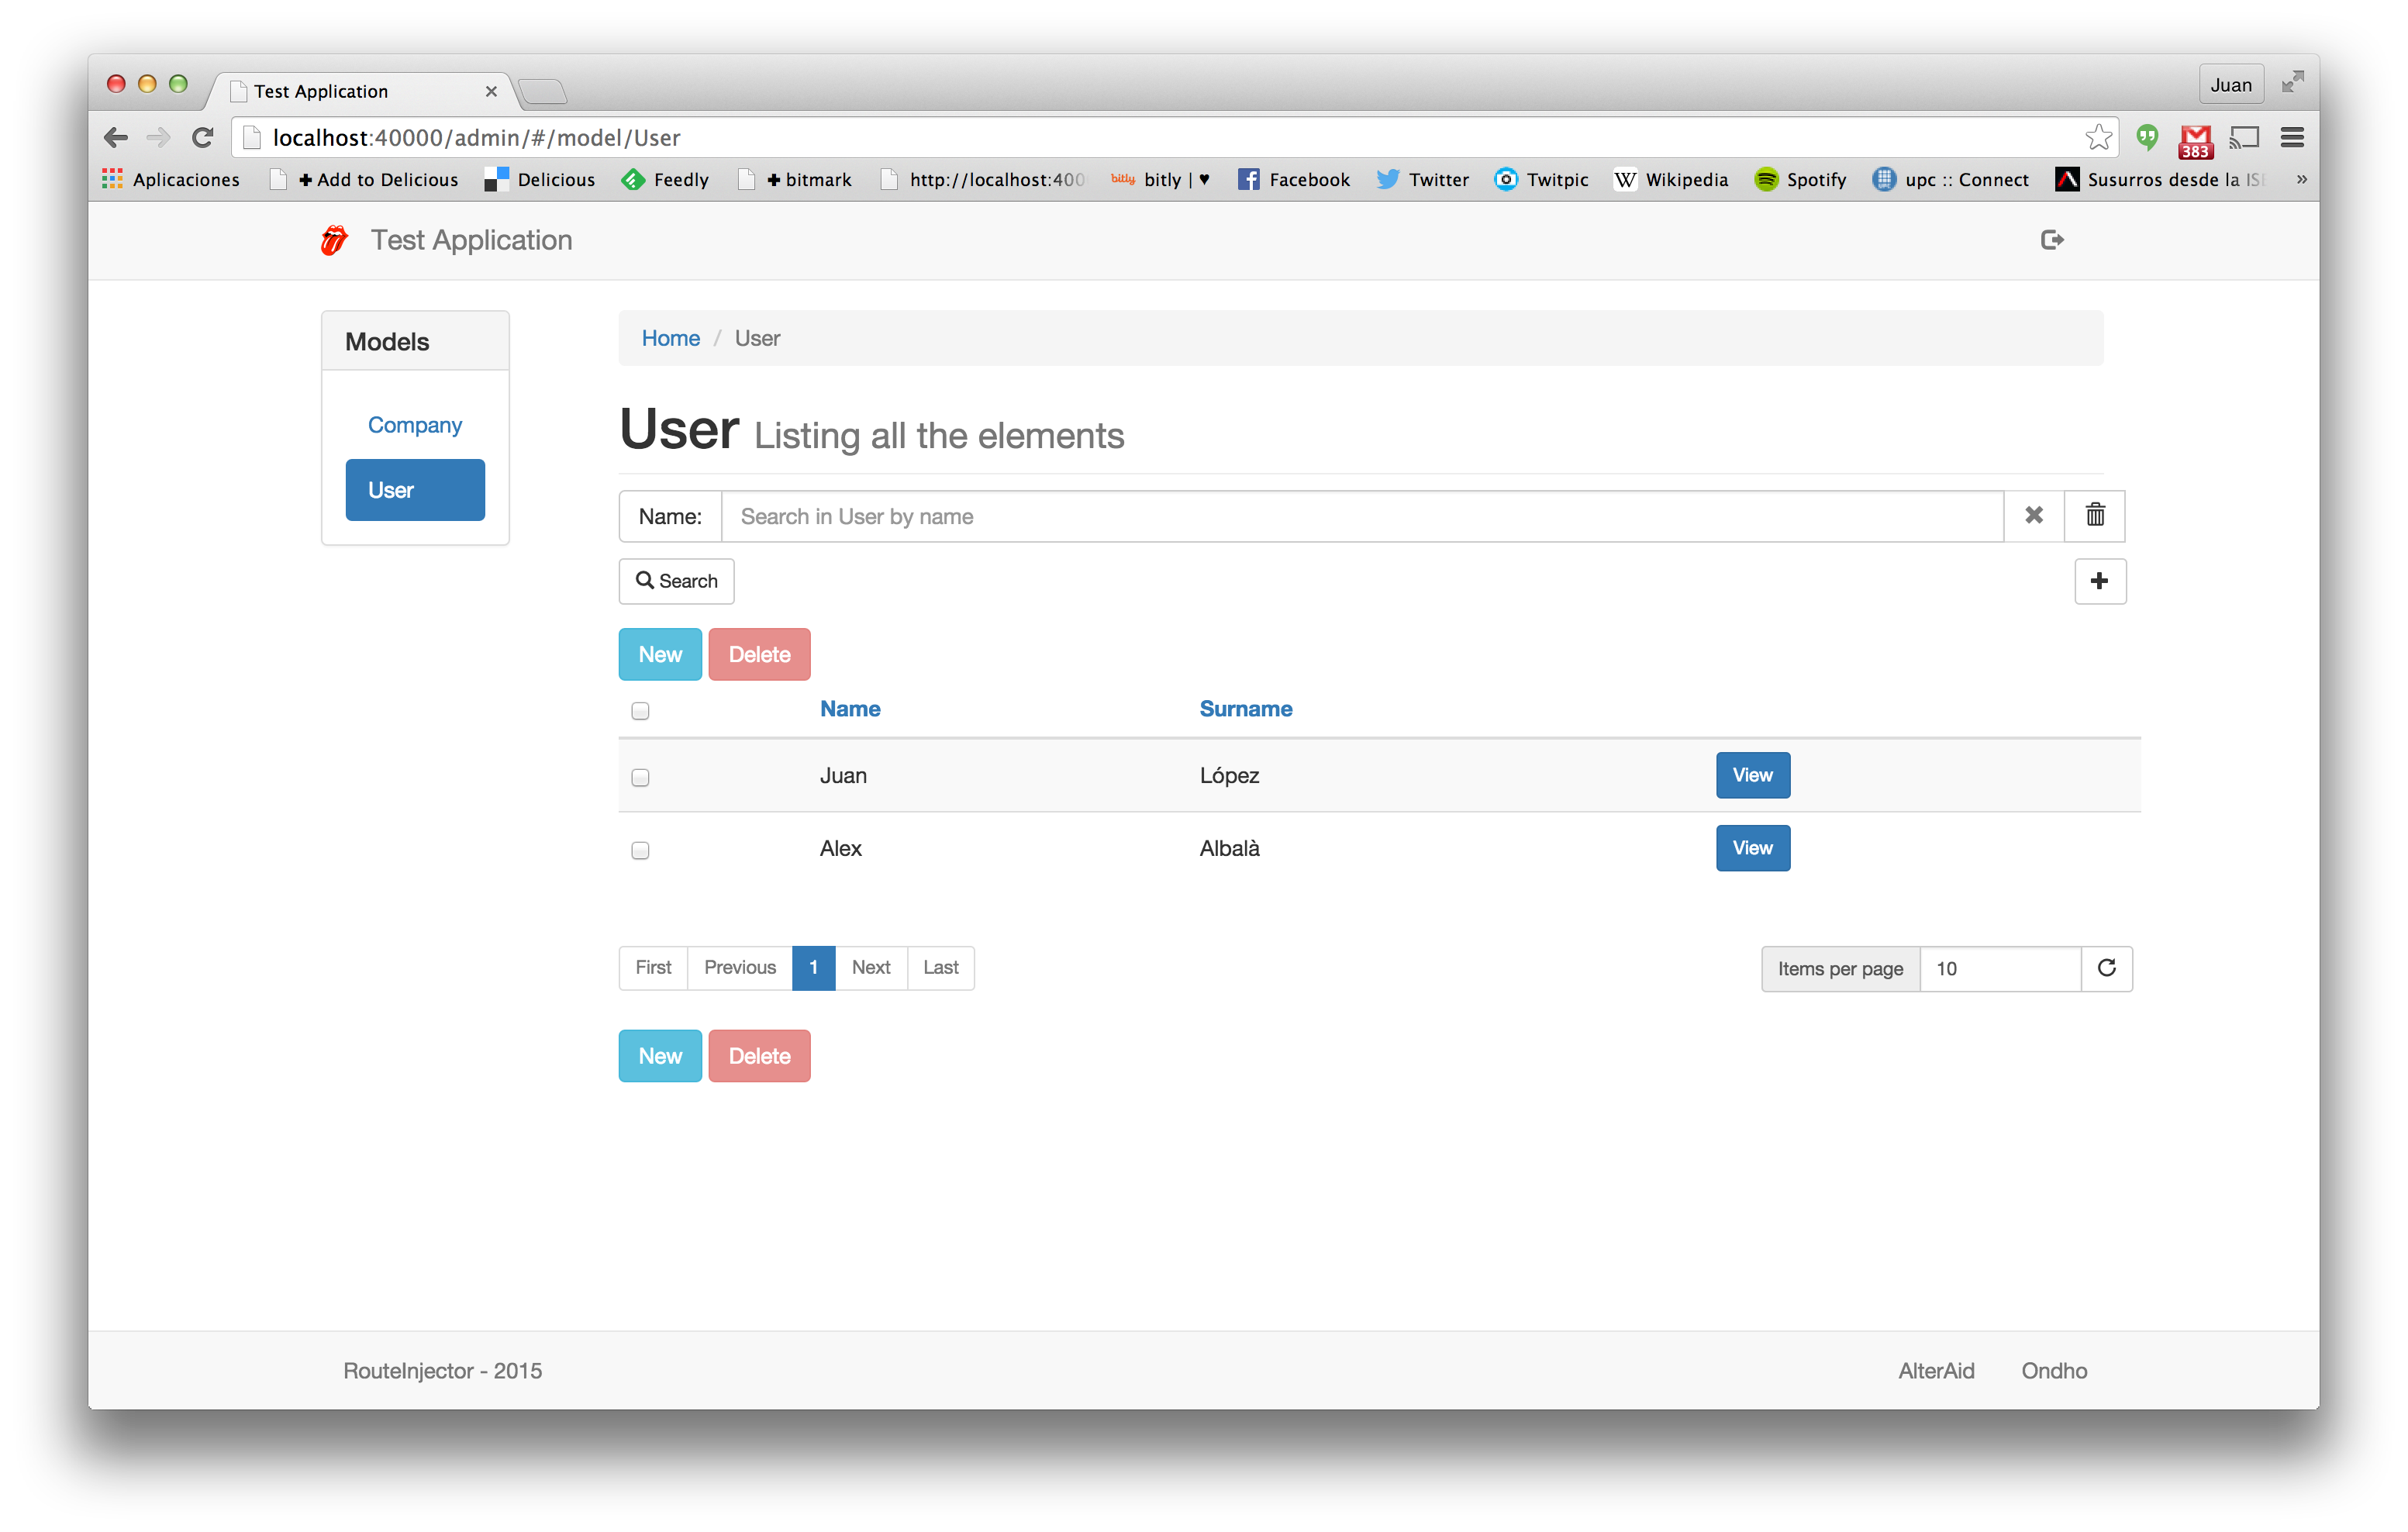 Test Application
Juan
localhost:40000/admin/#/model/User
383
Aplicaciones
+ Add to Delicious
Delicious
Feedly
+ bitmark
http://localhost:400
bitly bitly | ♥
Facebook
Twitter
Twitpic
W Wikipedia
Spotify
upc :: Connect
Susurros desde la IS
»
Test Application
Models
Company
User
Home / User
User Listing all the elements
Name: Search in User by name
Search
New Delete
Name Surname
Juan López View
Alex Albalà View
First Previous 1 Next Last
Items per page 10
New Delete
RouteInjector - 2015
AlterAid Ondho